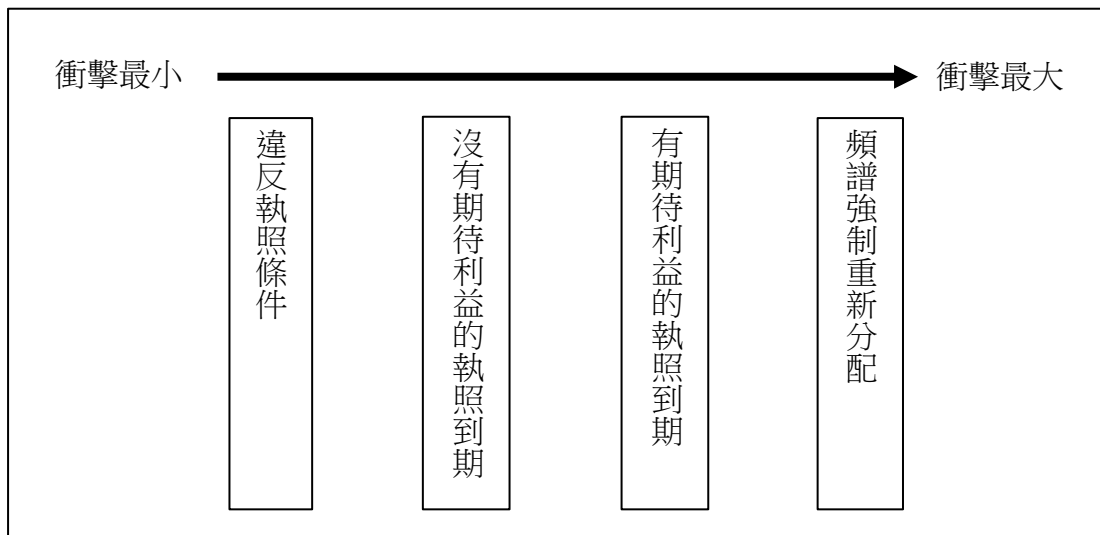 衝擊最小
衝擊最大
違反執照條件
沒有期待利益的執照到期
有期待利益的執照到期
頻譜強制重新分配